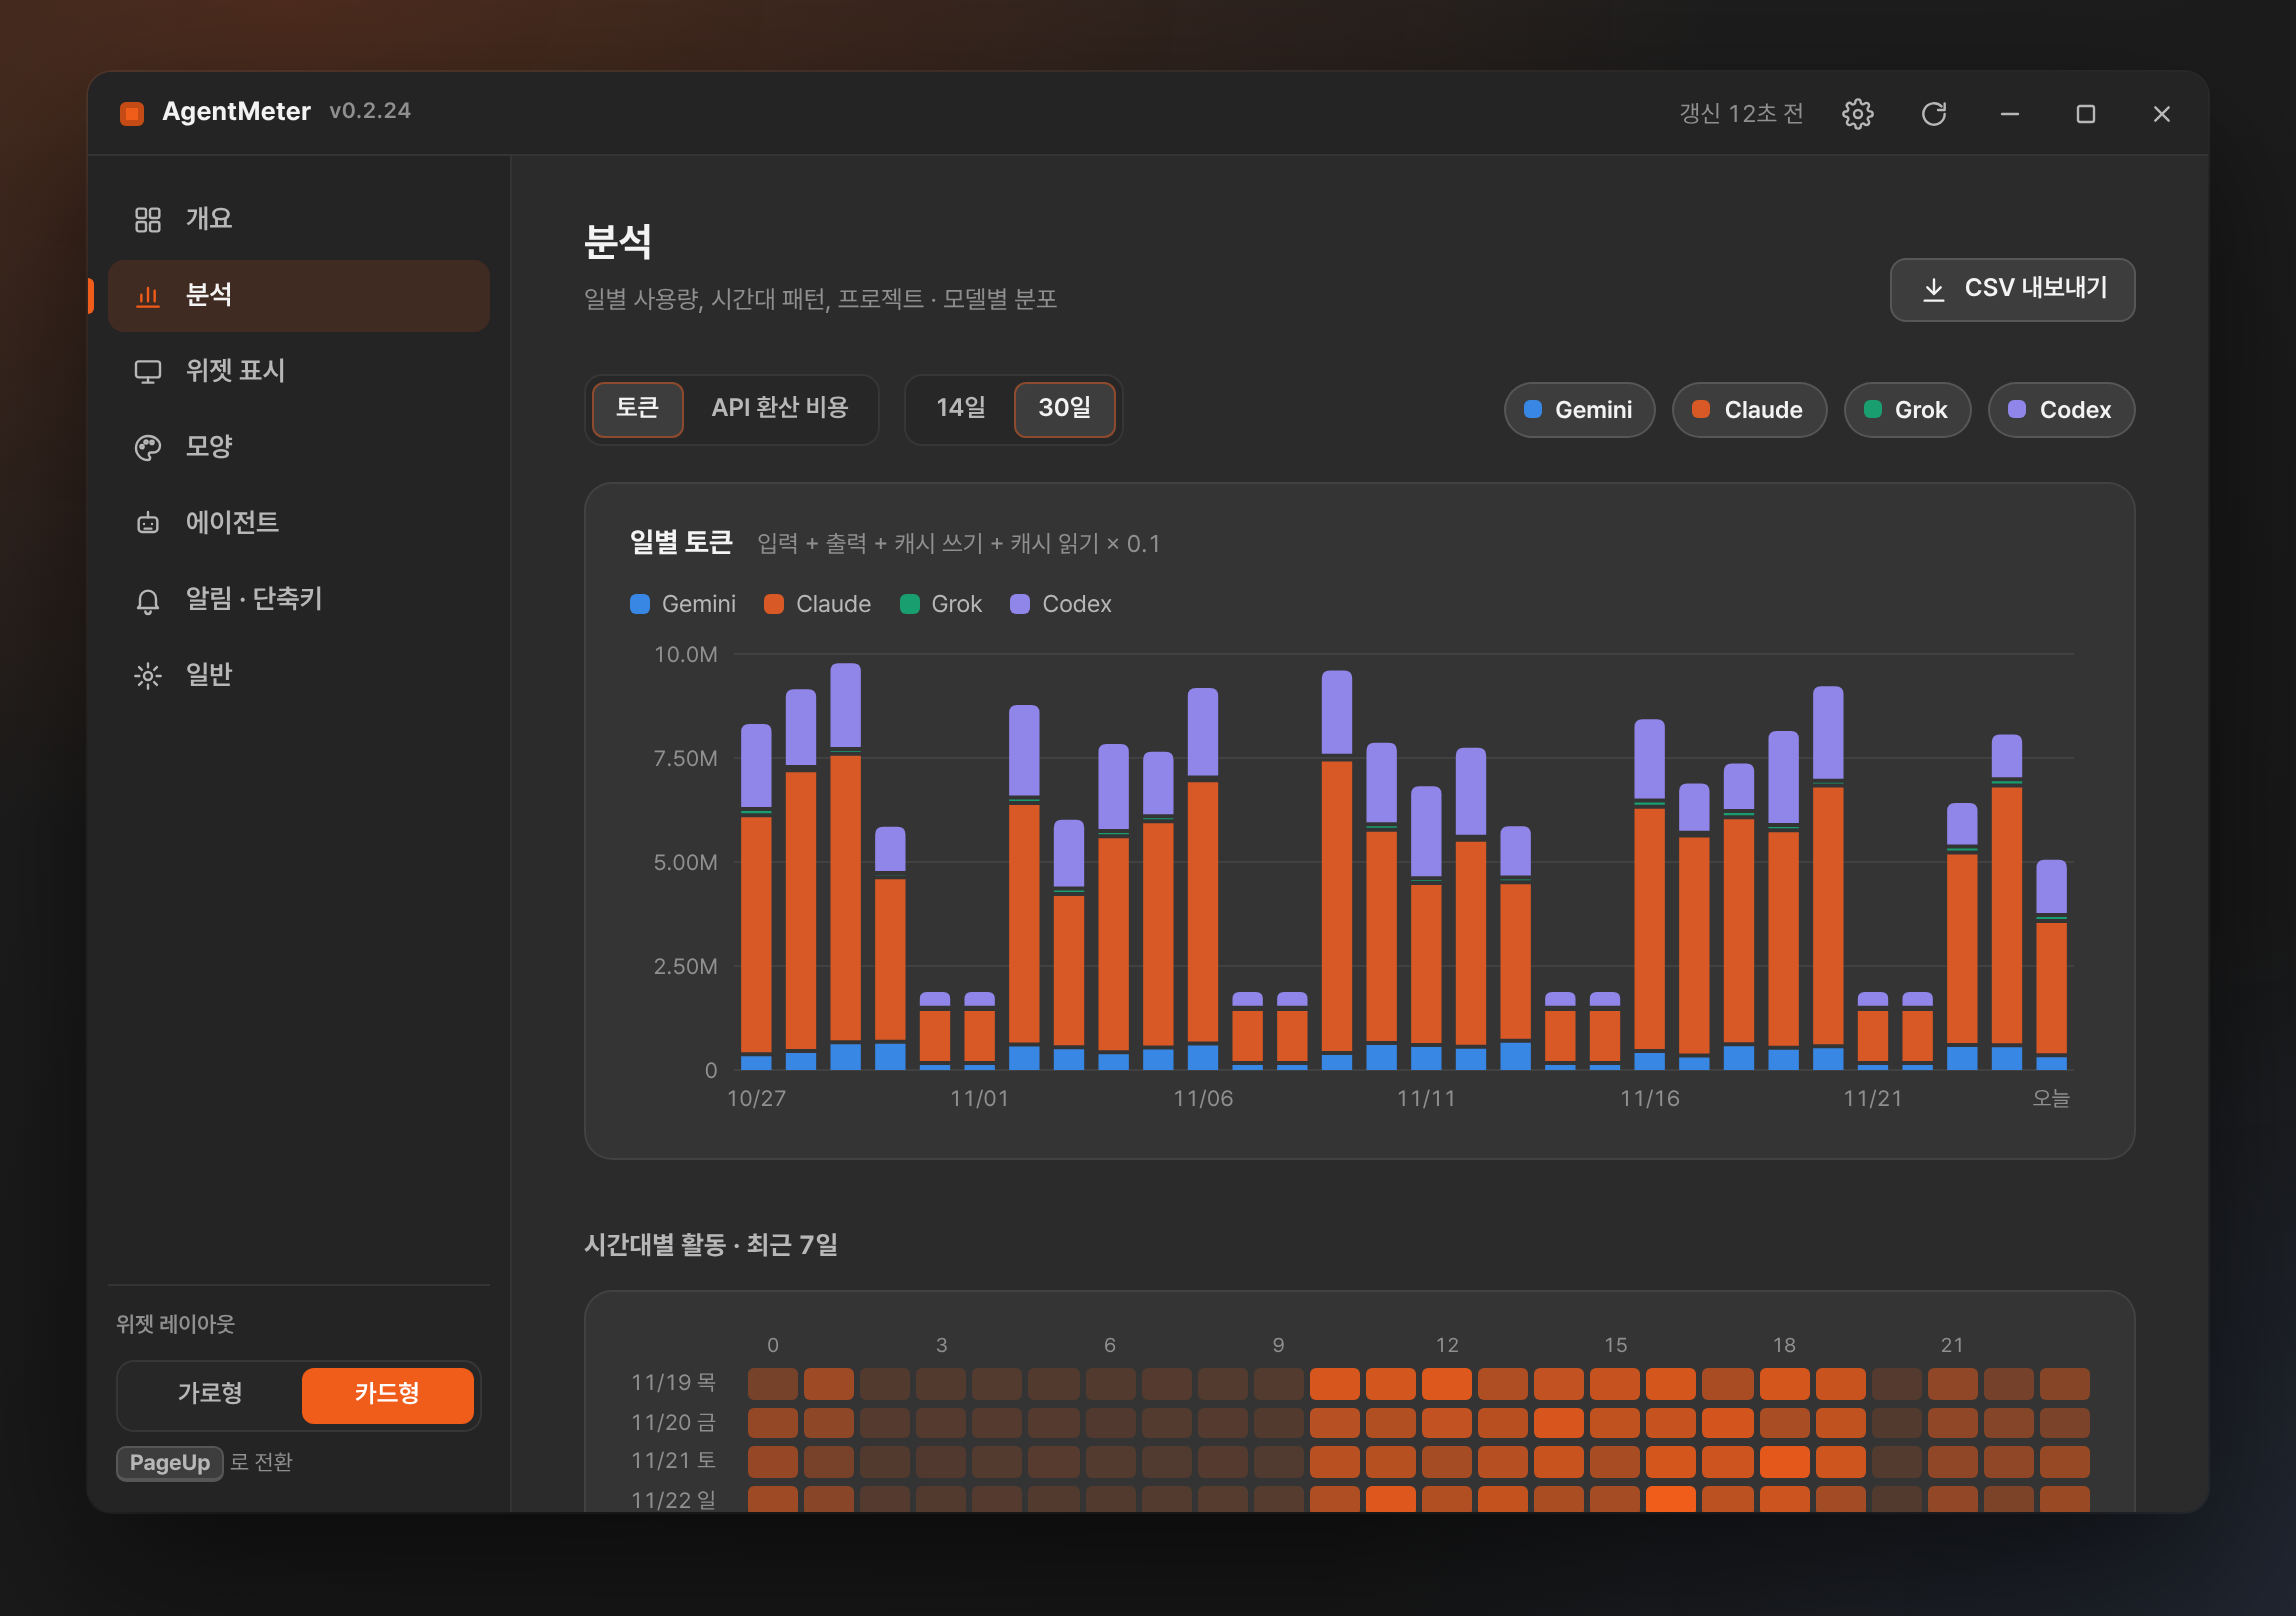 AgentMeter v0.2.24
갱신 12초 전
개요
분석
위젯 표시
모양
에이전트
알림 · 단축키
일반
위젯 레이아웃
가로형 카드형
PageUp 로 전환
분석
일별 사용량, 시간대 패턴, 프로젝트 · 모델별 분포
CSV 내보내기
토큰 API 환산 비용 14일 30일
Gemini Claude Grok Codex
일별 토큰 입력 + 출력 + 캐시 쓰기 + 캐시 읽기 × 0.1
Gemini Claude Grok Codex
10.0M
7.50M
5.00M
2.50M
0
10/27 11/01 11/06 11/11 11/16 11/21 오늘
시간대별 활동 · 최근 7일
0 3 6 9 12 15 18 21
11/19 목
11/20 금
11/21 토
11/22 일